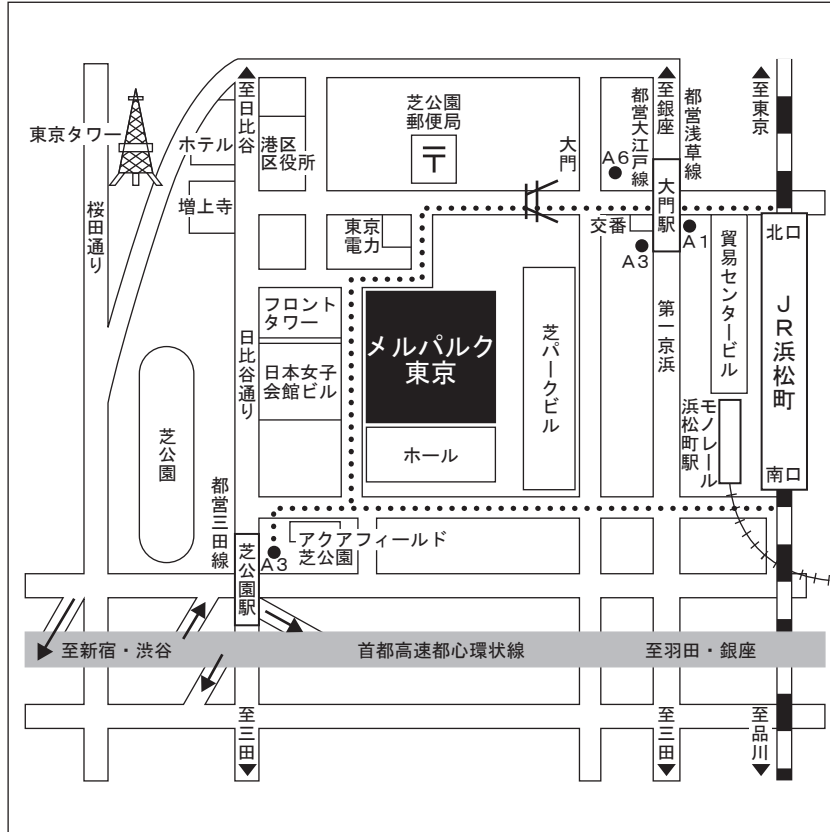 至日比谷
至銀座
都営大江戸線
都営浅草線
至東京
東京タワー
ホテル
港区
区役所
芝公園
郵便局
〒
大門
A6
大門駅
桜田通り
増上寺
東京
電力
交番
A3
A1
北口
貿易センタービル
JR浜松町
フロント
タワー
メルパルク
東京
芝パークビル
第一京浜
日比谷通り
日本女子
会館ビル
芝公園
ホール
モノレール
浜松町駅
南口
都営三田線
芝公園駅
A3
アクアフィールド
芝公園
至新宿・渋谷
首都高速都心環状線
至羽田・銀座
至三田
至三田
至品川